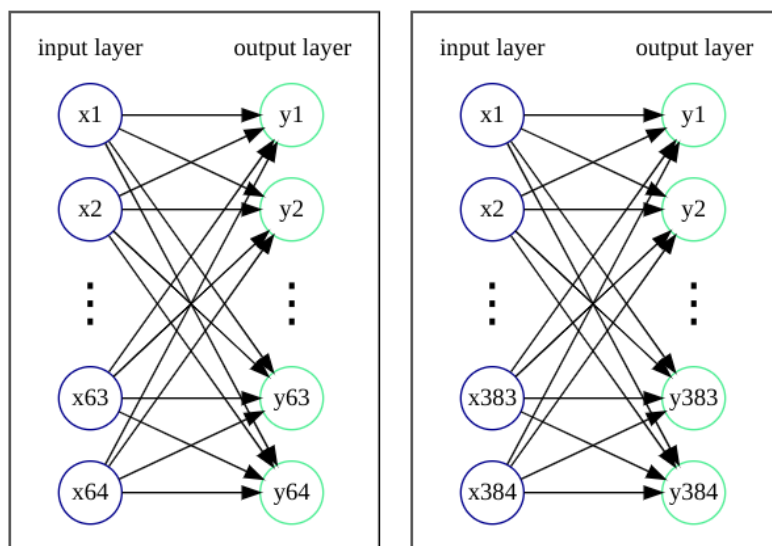 input layer output layer
x1 y1
x2 y2
x63 y63
x64 y64
input layer output layer
x1 y1
x2 y2
x383 y383
x384 y384